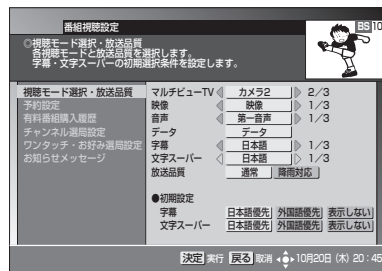 番組視聴設定
BS 10
◎視聴モード選択・放送品質
各視聴モードと放送品質を選択します。
字幕・文字スーパーの初期選択条件を設定します。
視聴モード選択・放送品質
予約設定
有料番組購入履歴
チャンネル選局設定
ワンタッチ・お好み選局設定
お知らせメッセージ
マルチビューTV カメラ2 2/3
映像 映像 1/3
音声 第一音声 1/3
データ データ
字幕 日本語 1/3
文字スーパー 日本語 1/3
放送品質 通常 降雨対応
●初期設定
字幕 日本語優先 外国語優先 表示しない
文字スーパー 日本語優先 外国語優先 表示しない
決定 実行 戻る 取消 10月20日 (木) 20:45